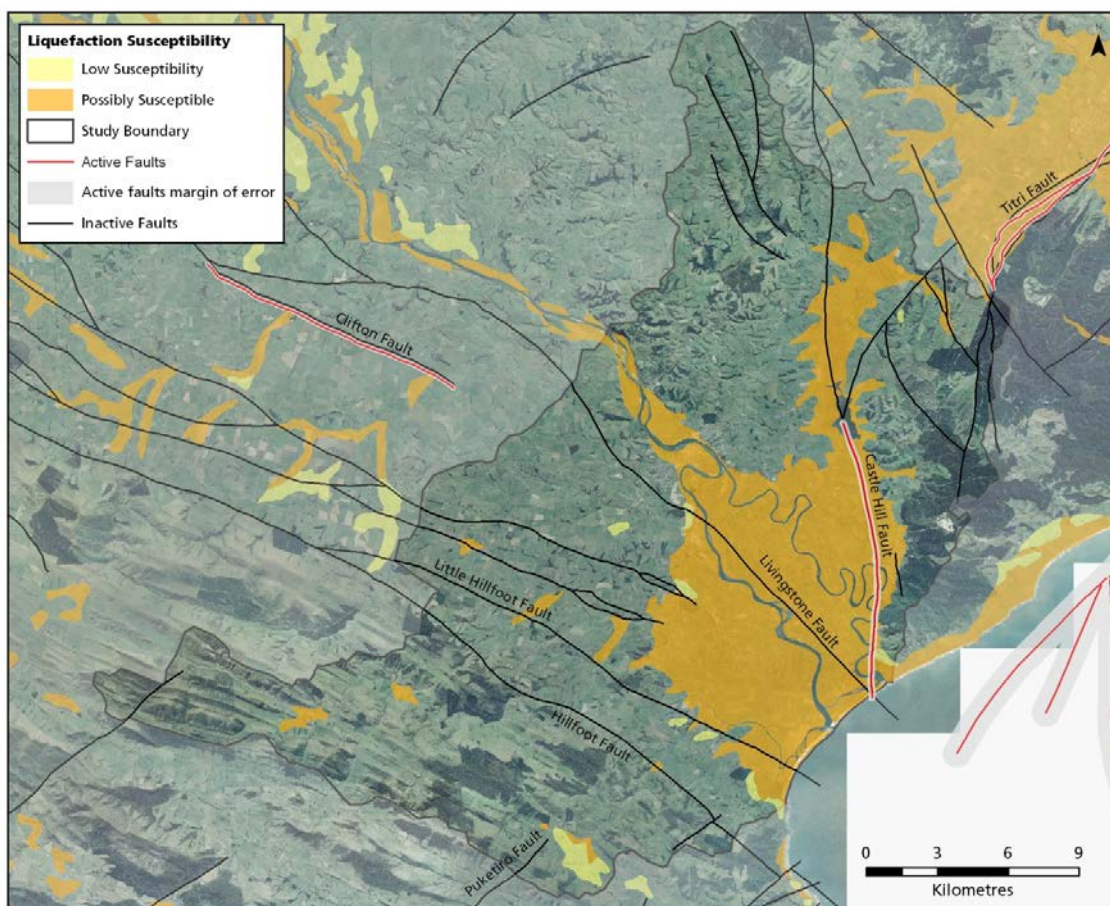 Liquefaction Susceptibility
Low Susceptibility
Possibly Susceptible
Study Boundary
Active Faults
Active faults margin of error
Inactive Faults
Titri Fault
Clifton Fault
Castle Hill Fault
Livingstone Fault
Little Hillfoot Fault
Hillfoot Fault
Puketiro Fault
0 3 6 9
Kilometres